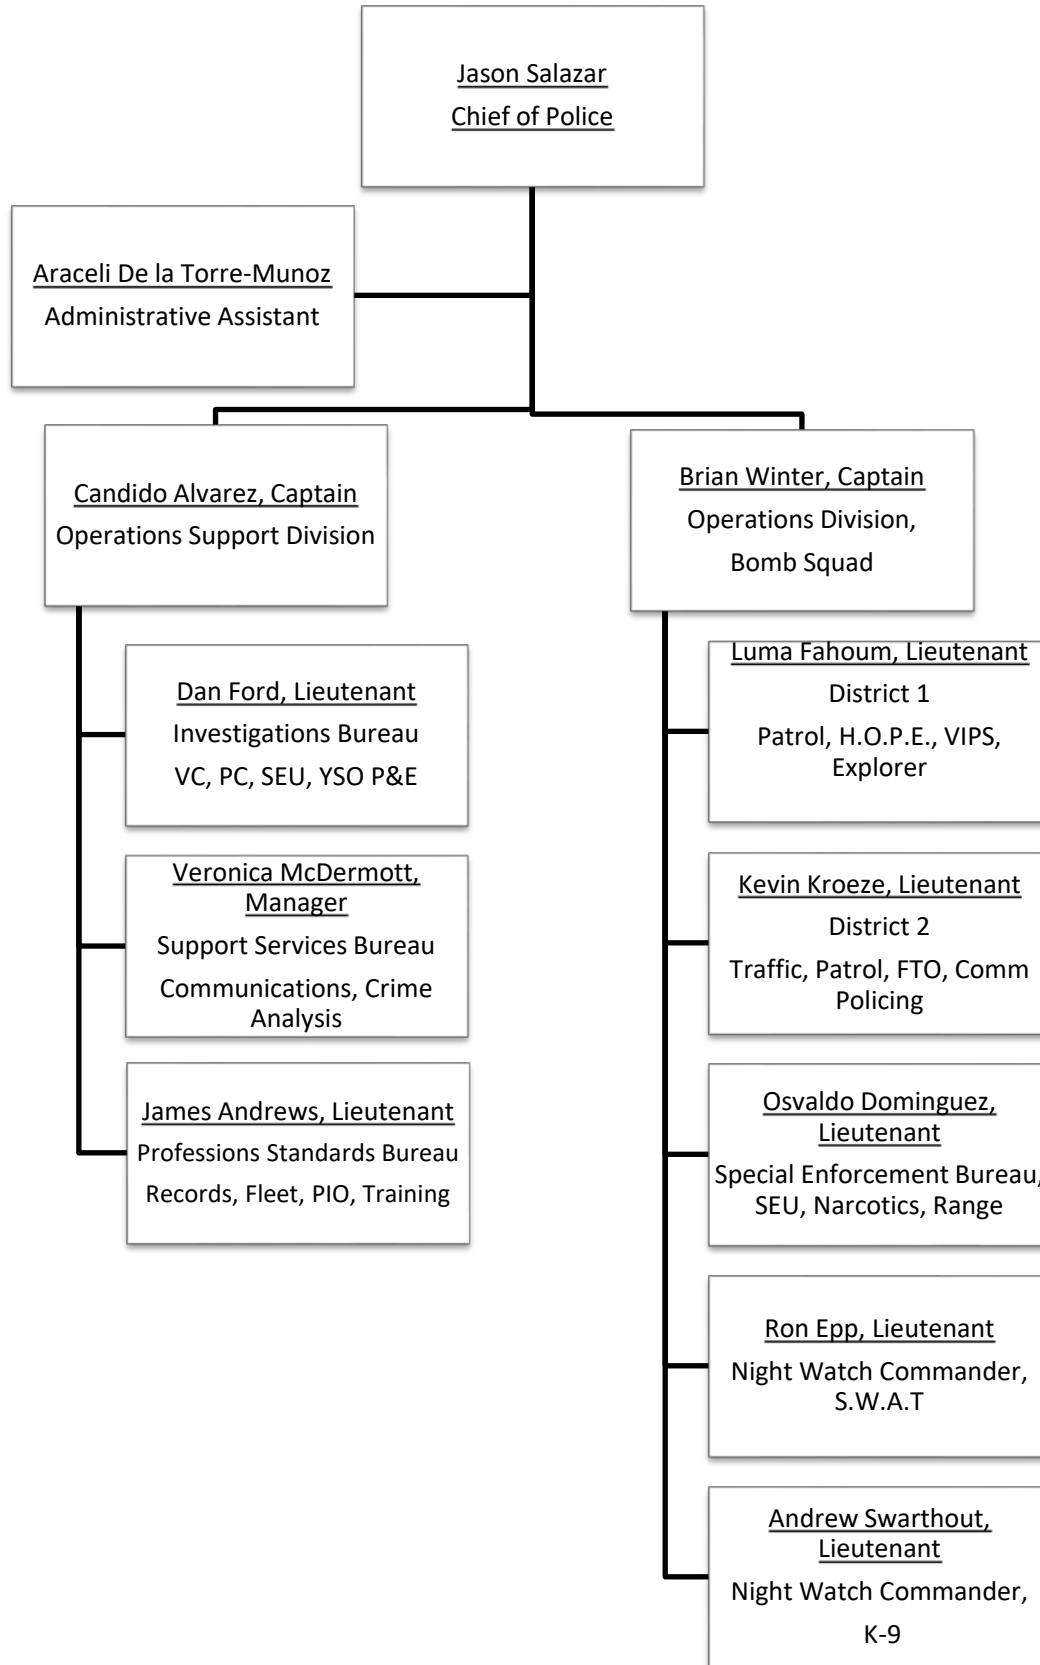 Jason Salazar
Chief of Police
Araceli De la Torre-Munoz
Administrative Assistant
Candido Alvarez, Captain
Operations Support Division
Brian Winter, Captain
Operations Division,
Bomb Squad
Dan Ford, Lieutenant
Investigations Bureau
VC, PC, SEU, YSO P&E
Veronica McDermott,
Manager
Support Services Bureau
Communications, Crime
Analysis
James Andrews, Lieutenant
Professions Standards Bureau
Records, Fleet, PIO, Training
Luma Fahoum, Lieutenant
District 1
Patrol, H.O.P.E., VIPS,
Explorer
Kevin Kroeze, Lieutenant
District 2
Traffic, Patrol, FTO, Comm
Policing
Osvaldo Dominguez,
Lieutenant
Special Enforcement Bureau,
SEU, Narcotics, Range
Ron Epp, Lieutenant
Night Watch Commander,
S.W.A.T
Andrew Swarthout,
Lieutenant
Night Watch Commander,
K-9